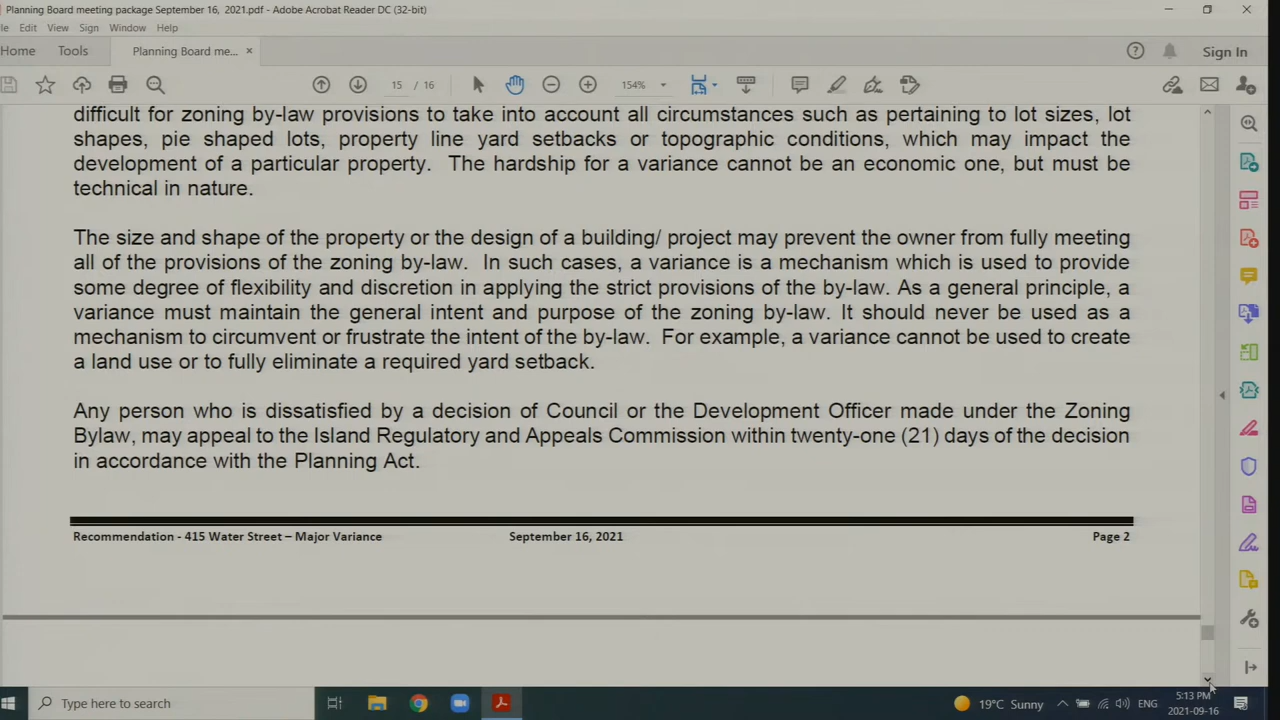 Planning Board meeting package September 16, 2021.pdf - Adobe Acrobat Reader DC (32-bit)
Edit View Sign Window Help
Home Tools Planning Board me... × Sign In
15 / 16 154%
difficult for zoning by-law provisions to take into account all circumstances such as pertaining to lot sizes, lot
shapes, pie shaped lots, property line yard setbacks or topographic conditions, which may impact the
development of a particular property. The hardship for a variance cannot be an economic one, but must be
technical in nature.
The size and shape of the property or the design of a building/ project may prevent the owner from fully meeting
all of the provisions of the zoning by-law. In such cases, a variance is a mechanism which is used to provide
some degree of flexibility and discretion in applying the strict provisions of the by-law. As a general principle, a
variance must maintain the general intent and purpose of the zoning by-law. It should never be used as a
mechanism to circumvent or frustrate the intent of the by-law. For example, a variance cannot be used to create
a land use or to fully eliminate a required yard setback.
Any person who is dissatisfied by a decision of Council or the Development Officer made under the Zoning
Bylaw, may appeal to the Island Regulatory and Appeals Commission within twenty-one (21) days of the decision
in accordance with the Planning Act.
Recommendation - 415 Water Street – Major Variance September 16, 2021 Page 2
Type here to search 19°C Sunny ENG 5:13 PM
2021-09-16